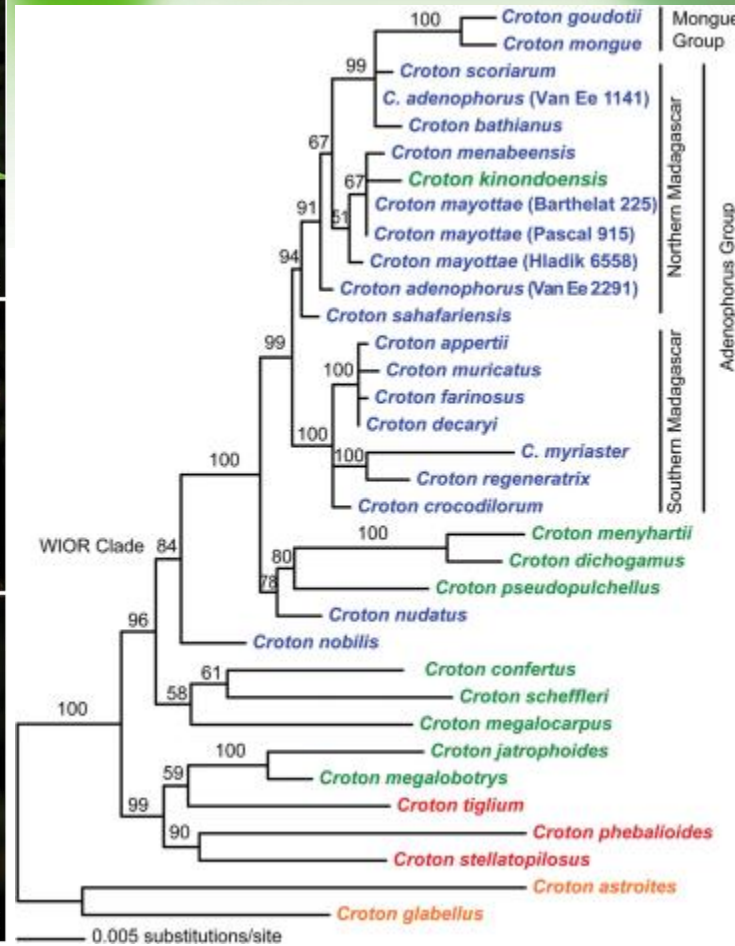 100
Croton goudotii
Croton mongue
Mongue
Group
99
Croton scoriarum
C. adenophorus (Van Ee 1141)
Croton bathianus
67
Croton menabeensis
67
Croton kinondoensis
Croton mayottae (Barthelat 225)
51
Croton mayottae (Pascal 915)
Croton mayottae (Hladik 6558)
91
Croton adenophorus (Van Ee 2291)
94
Croton sahafariensis
Northern Madagascar
Adenophorus Group
99
Croton appertii
100
Croton muricatus
Croton farinosus
Croton decaryi
100
100
C. myriaster
Croton regeneratrix
Croton crocodilorum
Southern Madagascar
100
100
Croton menyhartii
Croton dichogamus
80
Croton pseudopulchellus
78
Croton nudatus
WIOR Clade
84
Croton nobilis
96
61
Croton confertus
Croton scheffleri
58
Croton megalocarpus
100
100
Croton jatrophoides
Croton megalobotrys
59
Croton tiglium
99
90
Croton phebalioides
Croton stellatopilosus
Croton astroites
Croton glabellus
0.005 substitutions/site